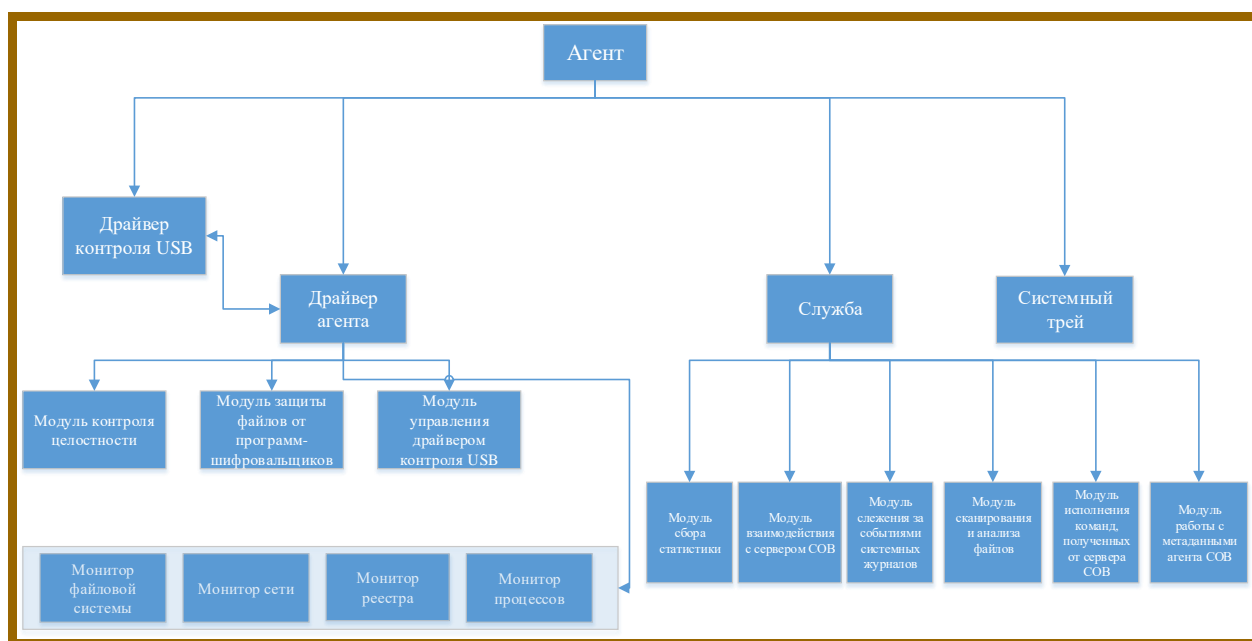 Агент
Драйвер
контроля USB
Драйвер
агента
Служба
Системный
трей
Модуль контроля
целостности
Модуль защиты
файлов от
программ-
шифровальщиков
Модуль
управления
драйвером
контроля USB
Модуль
сбора
статистики
Модуль
взаимодействия
с сервером СОВ
Модуль
слежения за
событиями
системных
журналов
Модуль
сканирования
и анализа
файлов
Модуль
исполнения
команд,
полученных
от сервера
СОВ
Модуль
работы с
метаданными
агента СОВ
Монитор
файловой
системы
Монитор сети
Монитор
реестра
Монитор
процессов